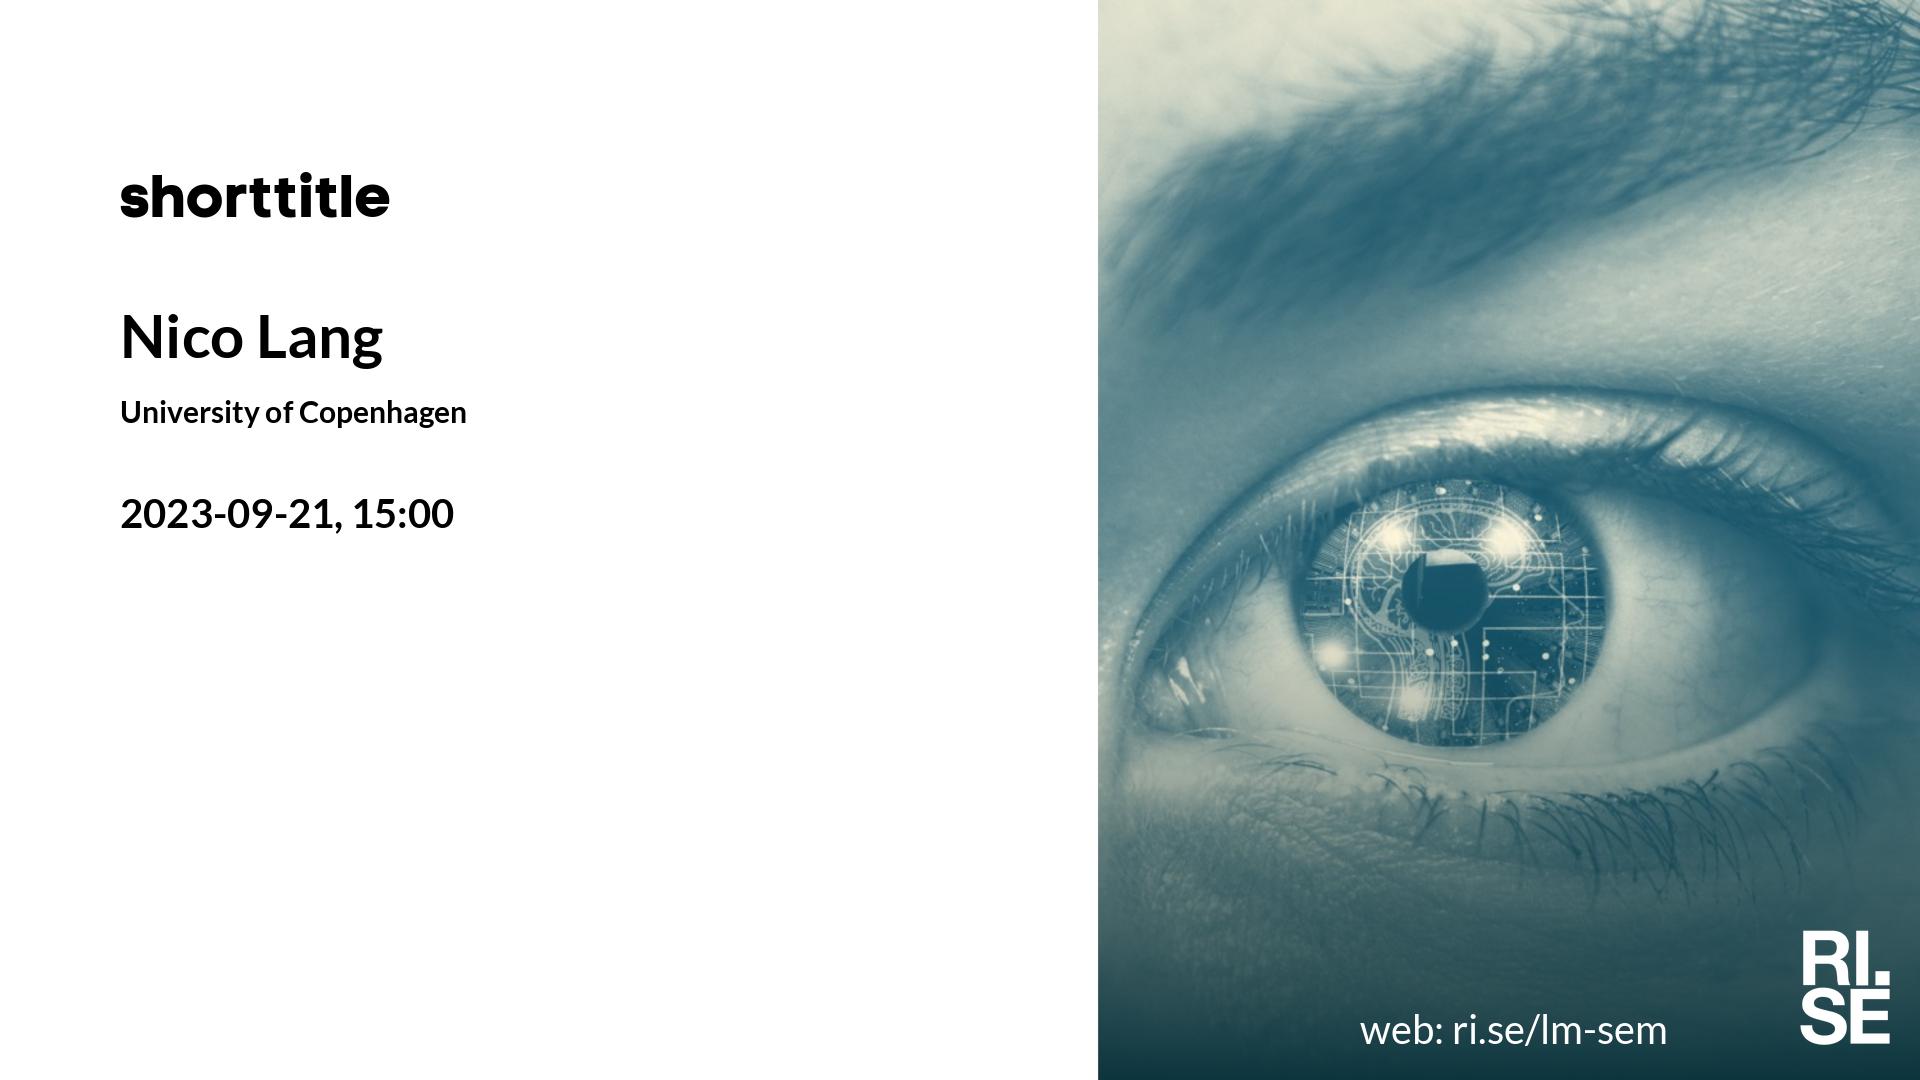 shorttitle
Nico Lang
University of Copenhagen
2023-09-21, 15:00
web: ri.se/lm-sem
RI.
SE